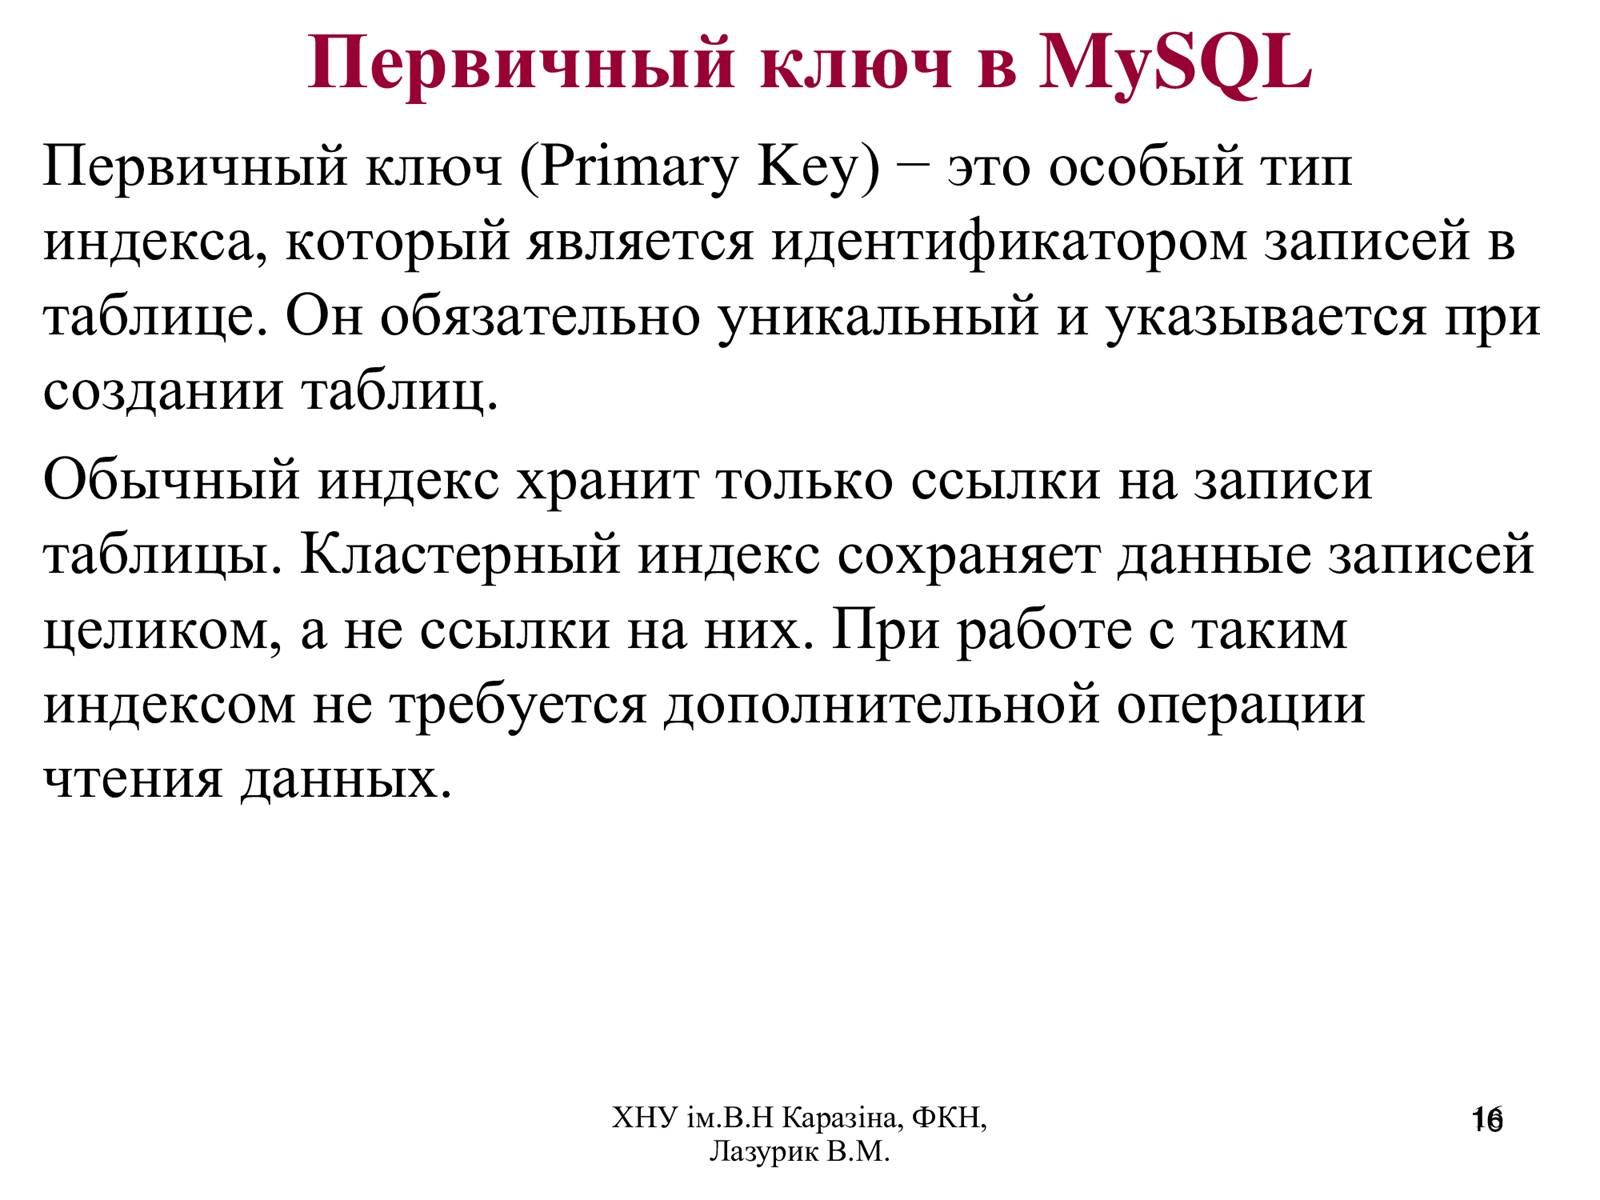 Первичный ключ в MySQL
Первичный ключ (Primary Key) − это особый тип
индекса, который является идентификатором записей в
таблице. Он обязательно уникальный и указывается при
создании таблиц.
Обычный индекс хранит только ссылки на записи
таблицы. Кластерный индекс сохраняет данные записей
целиком, а не ссылки на них. При работе с таким
индексом не требуется дополнительной операции
чтения данных.
ХНУ ім.В.Н Каразіна, ФКН,
Лазурик В.М.
16